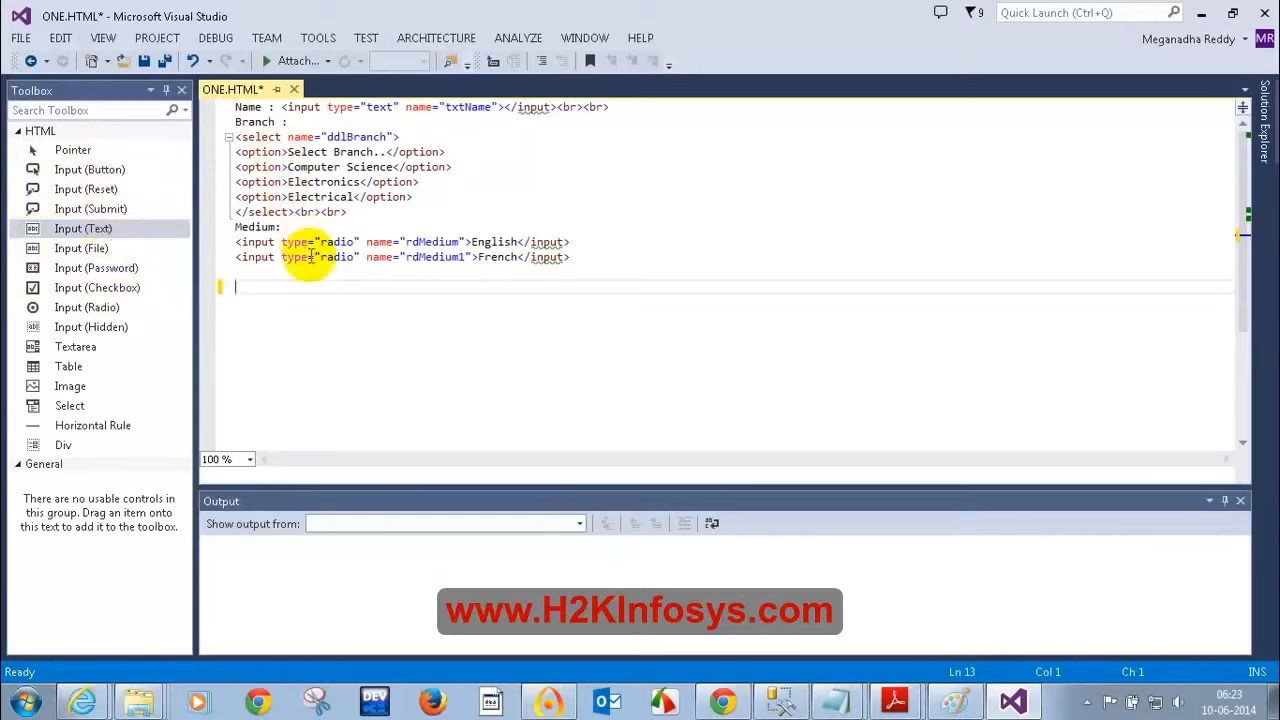 ONE.HTML* - Microsoft Visual Studio
9
Quick Launch (Ctrl+Q)
FILE EDIT VIEW PROJECT DEBUG TEAM TOOLS TEST ARCHITECTURE ANALYZE WINDOW HELP
Meganadha Reddy
MR
Attach...
Toolbox
ONE.HTML*
Search Toolbox
HTML
Pointer
Input (Button)
Input (Reset)
Input (Submit)
Input (Text)
Input (File)
Input (Password)
Input (Checkbox)
Input (Radio)
Input (Hidden)
Textarea
Table
Image
Select
Horizontal Rule
Div
General
There are no usable controls in
this group. Drag an item onto
this text to add it to the toolbox.
Name : <input type="text" name="txtName"></input><br><br>
Branch :
<select name="ddlBranch">
<option>Select Branch..</option>
<option>Computer Science</option>
<option>Electronics</option>
<option>Electrical</option>
</select><br><br>
Medium:
<input type="radio" name="rdMedium">English</input>
<input type="radio" name="rdMedium1">French</input>
100 %
Output
Show output from:
www.H2KInfosys.com
Solution Explorer
Ready
Ln 13
Col 1
Ch 1
INS
DEV
06:23
10-06-2014